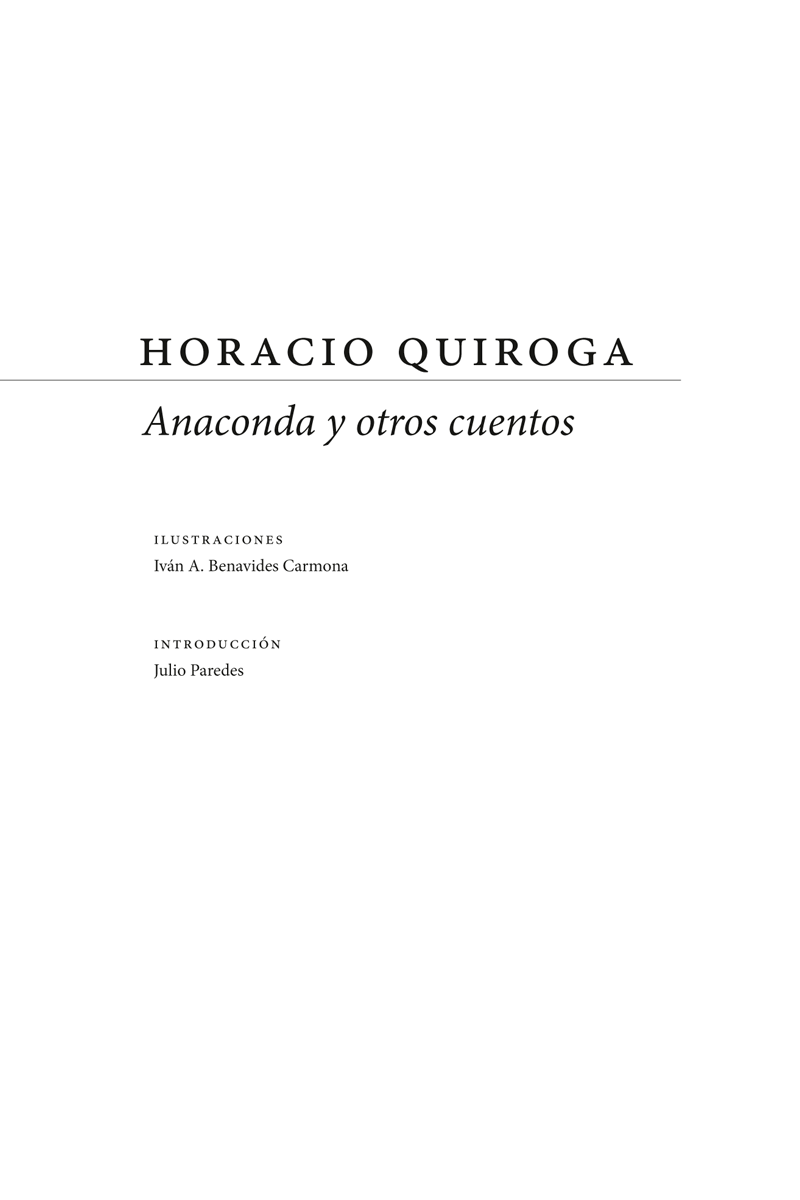 HORACIO QUIROGA
Anaconda y otros cuentos
ILUSTRACIONES
Iván A. Benavides Carmona
INTRODUCCIÓN
Julio Paredes